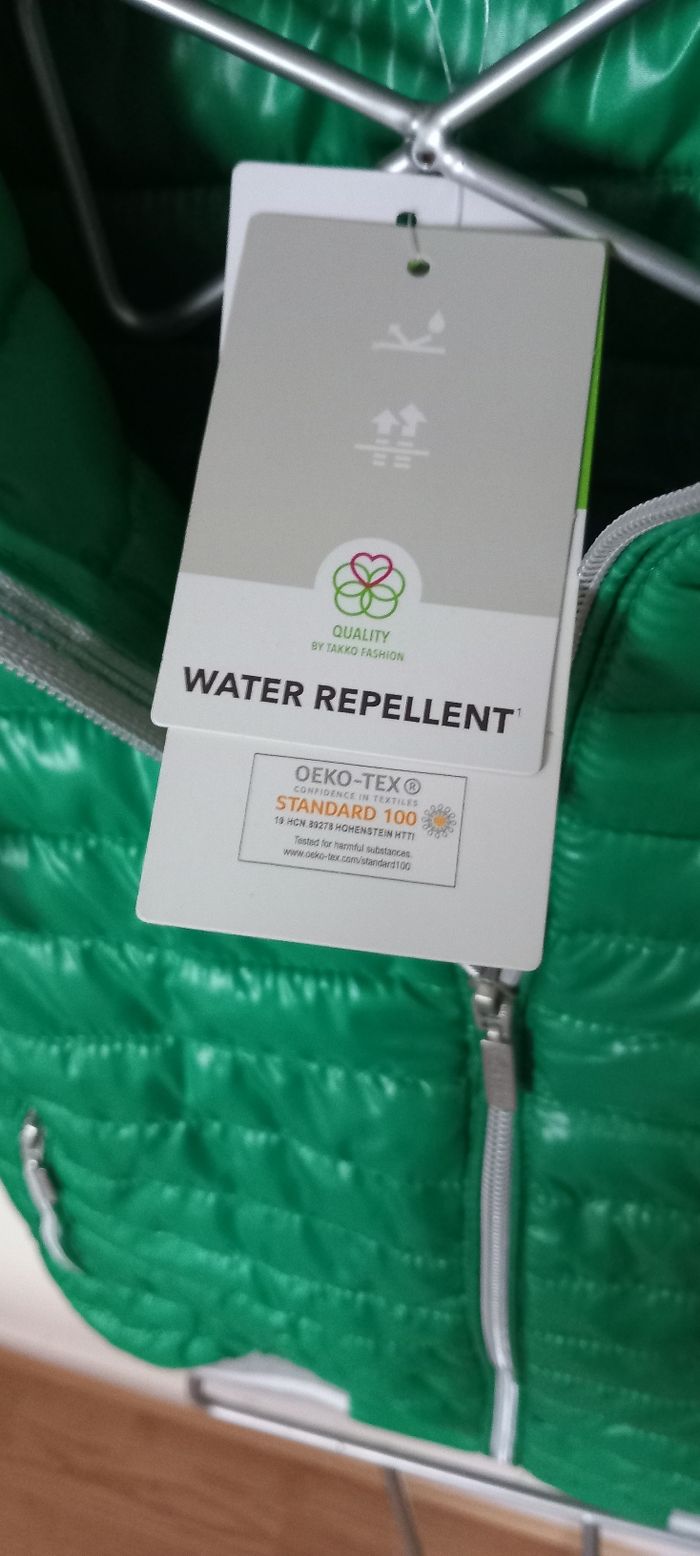 QUALITY
BY TAKKO FASHION
WATER REPELLENT¹
OEKO-TEX®
CONFIDENCE IN TEXTILES
STANDARD 100
19.HCN.89278 HOHENSTEIN HTTI
Tested for harmful substances.
www.oeko-tex.com/standard100